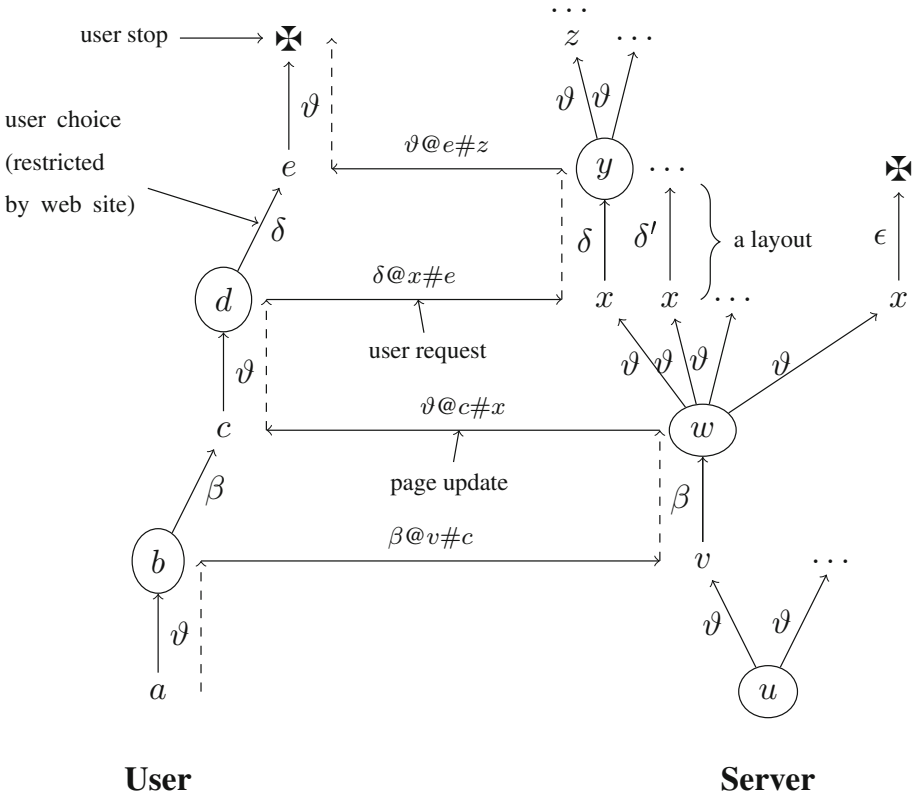 ...
user stop ✠ z ...
ϑ ϑ ϑ
user choice
(restricted
by web site)
ϑ@e#z
e y ... ✠
δ δ δ′ a layout ϵ
δ@x#e
d x x ... x
user request
ϑ ϑ ϑ ϑ ϑ
ϑ@c#x
c w
page update
β β
β@v#c
b v ...
ϑ ϑ ϑ
a u
User Server